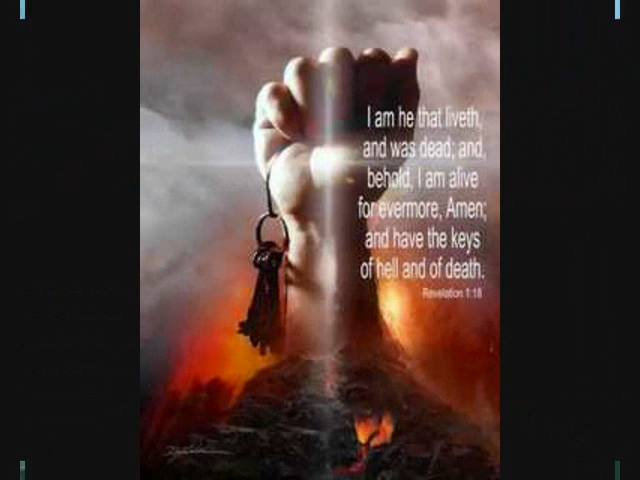 I am he that liveth,
and was dead; and,
behold, I am alive
for evermore, Amen;
and have the keys
of hell and of death.
Revelation 1:18